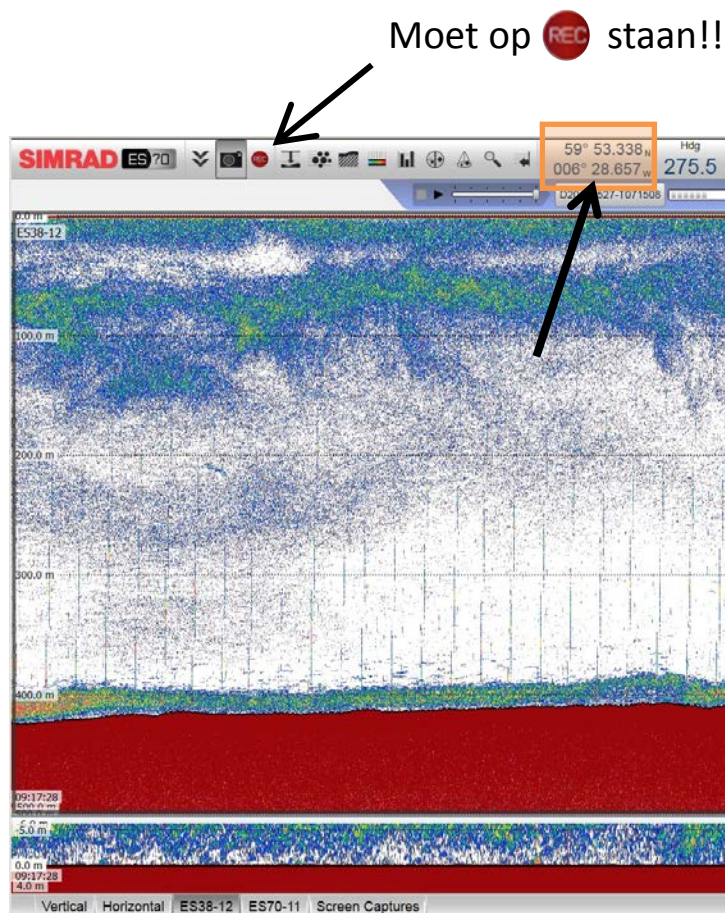 Moet op REC staan!!
SIMRAD ES70
REC
59° 53.338 N
006° 28.657 W
Hdg
275.5
0.0 m
ES38-12
100.0 m
200.0 m
300.0 m
400.0 m
09:17:28
500.0 m
-5.0 m
0.0 m
09:17:28
4.0 m
Vertical Horizontal ES38-12 ES70-11 Screen Captures